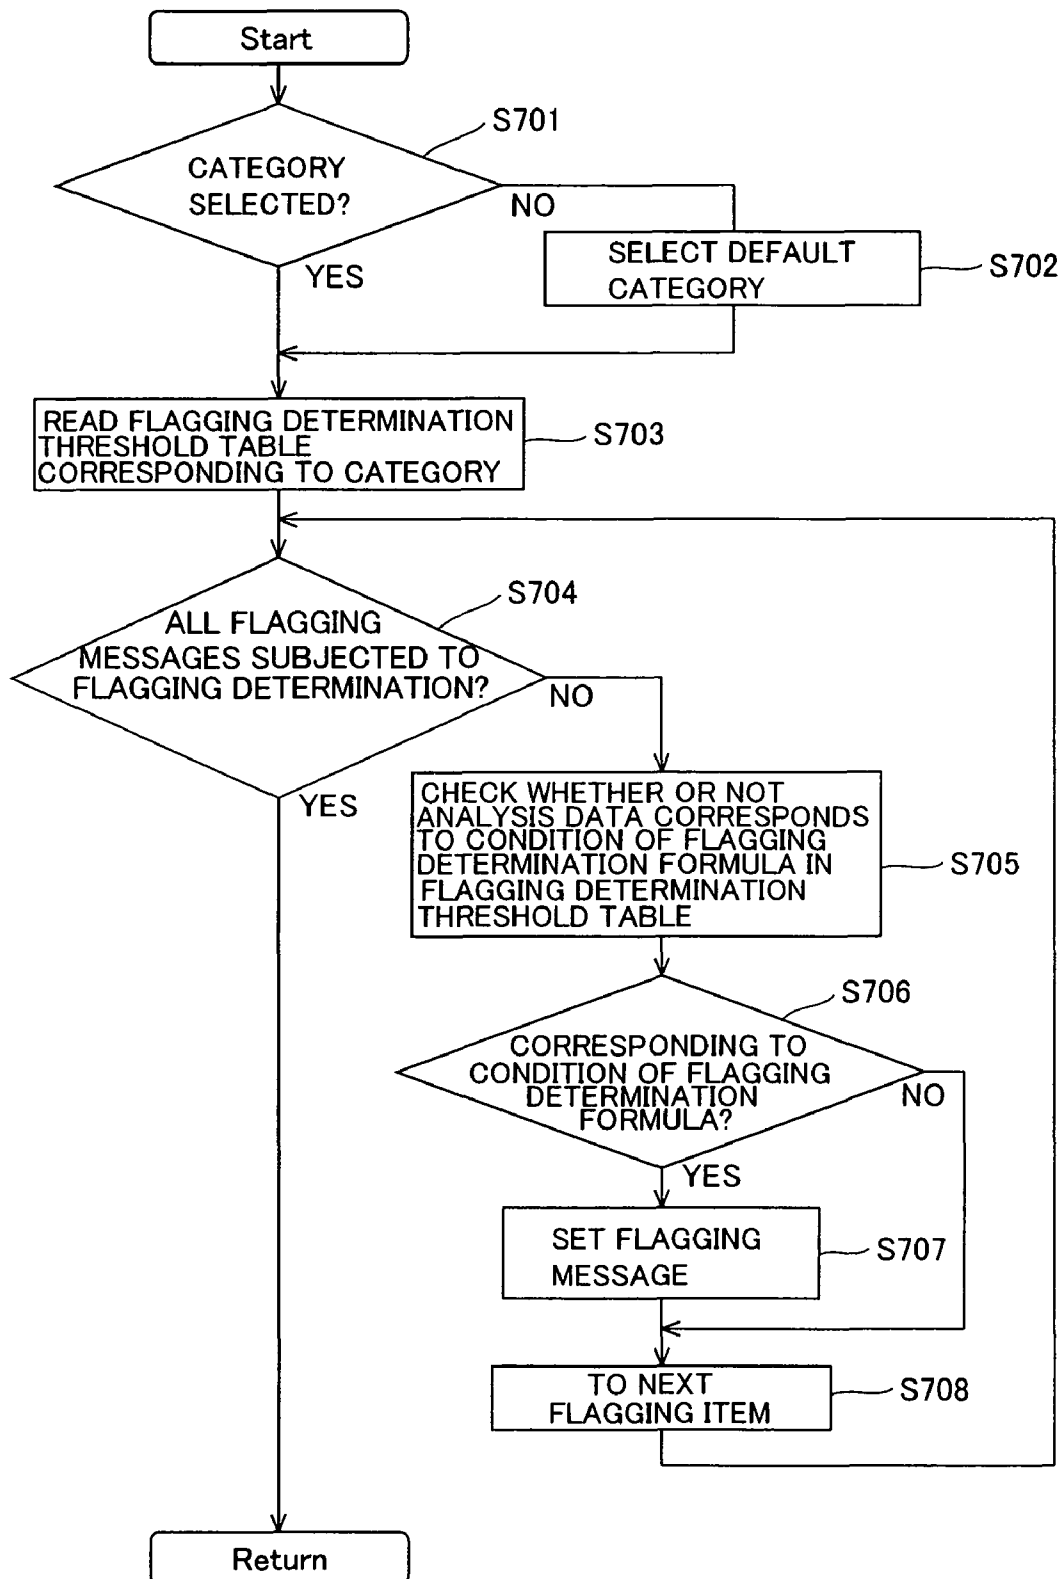 Start
S701
CATEGORY
SELECTED?
NO
YES
SELECT DEFAULT
CATEGORY
S702
READ FLAGGING DETERMINATION
THRESHOLD TABLE
CORRESPONDING TO CATEGORY
S703
S704
ALL FLAGGING
MESSAGES SUBJECTED TO
FLAGGING DETERMINATION?
NO
YES
CHECK WHETHER OR NOT
ANALYSIS DATA CORRESPONDS
TO CONDITION OF FLAGGING
DETERMINATION FORMULA IN
FLAGGING DETERMINATION
THRESHOLD TABLE
S705
S706
CORRESPONDING TO
CONDITION OF FLAGGING
DETERMINATION
FORMULA?
NO
YES
SET FLAGGING
MESSAGE
S707
TO NEXT
FLAGGING ITEM
S708
Return